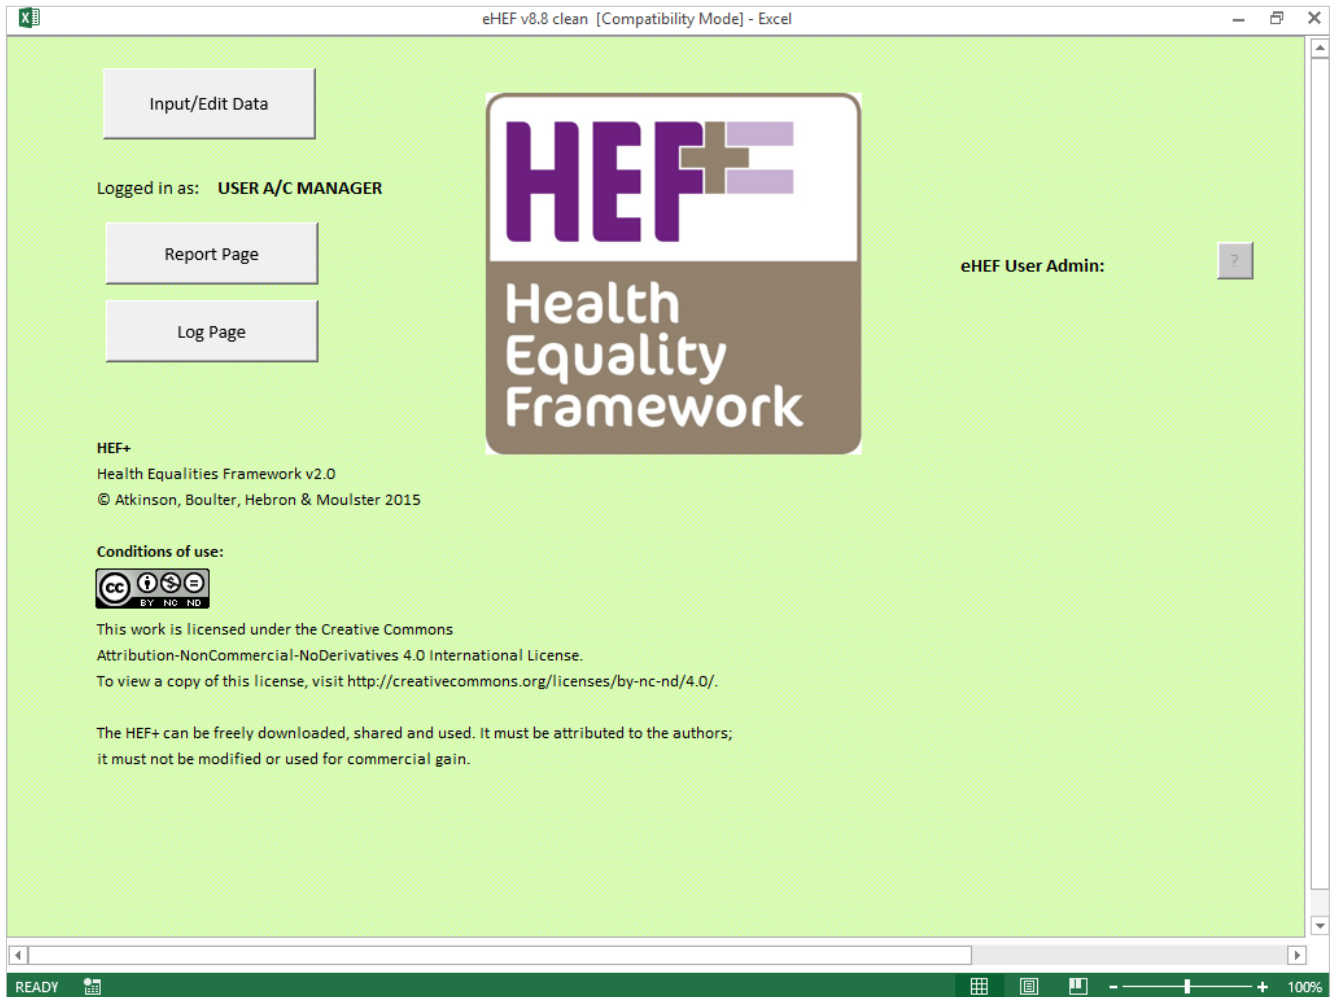 eHEF v8.8 clean  [Compatibility Mode] - Excel
Input/Edit Data
Logged in as: USER A/C MANAGER
Report Page
Log Page
HEF+
Health
Equality
Framework
eHEF User Admin:
?
HEF+
Health Equalities Framework v2.0
© Atkinson, Boulter, Hebron & Moulster 2015
Conditions of use:
cc
BY NC ND
This work is licensed under the Creative Commons
Attribution-NonCommercial-NoDerivatives 4.0 International License.
To view a copy of this license, visit http://creativecommons.org/licenses/by-nc-nd/4.0/.
The HEF+ can be freely downloaded, shared and used. It must be attributed to the authors;
it must not be modified or used for commercial gain.
READY
100%